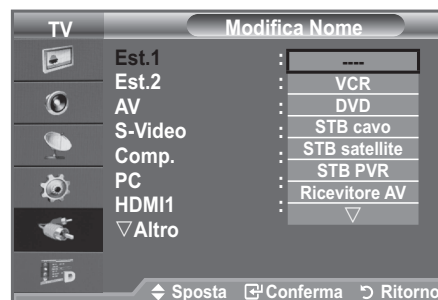 TV Modifica Nome
Est.1 : ----
Est.2 : VCR
AV : DVD
S-Video : STB cavo
Comp. : STB satellite
PC : STB PVR
HDMI1 : Ricevitore AV
▽Altro ▽
Sposta Conferma Ritorno